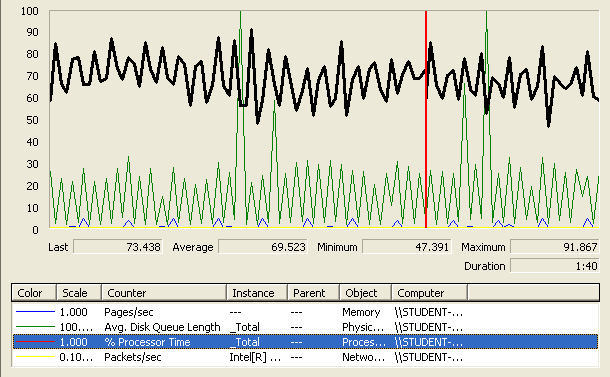 100
90
80
70
60
50
40
30
20
10
0
Last 73.438 Average 69.523 Minimum 47.391 Maximum 91.867
Duration 1:40
Color Scale Counter Instance Parent Object Computer
1.000 Pages/sec --- --- Memory \\STUDENT-...
100.... Avg. Disk Queue Length _Total --- Physic... \\STUDENT-...
1.000 % Processor Time _Total --- Proces... \\STUDENT-...
0.10... Packets/sec Intel[R] ... --- Netwo... \\STUDENT-...